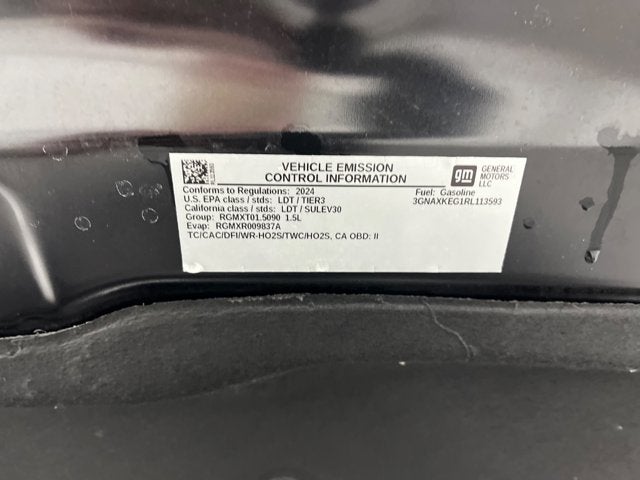 VEHICLE EMISSION
CONTROL INFORMATION
gm GENERAL MOTORS LLC
Conforms to Regulations: 2024
Fuel: Gasoline
U.S. EPA class / stds: LDT / TIER3
3GNAXKEG1RL113593
California class / stds: LDT / SULEV30
Group: RGMXT01.5090 1.5L
Evap: RGMXR009837A
TC/CAC/DFI/WR-HO2S/TWC/HO2S, CA OBD: II